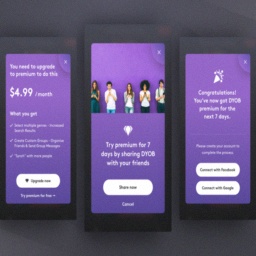 You need to upgrade
to premium to do this
$4.99 /month
What you get
Select multiple genres - Increased
Search Results
Create Custom Groups - Organize
Friends & Send Group Messages
"Synch" with more people
Upgrade now
Try premium for free
Try premium for 7
days by sharing DYOB
with your friends
Share now
Cancel
Congratulations!
You've now got DYOB
premium for the
next 7 days.
Please create your account to
complete the process
Connect with Facebook
Connect with Google